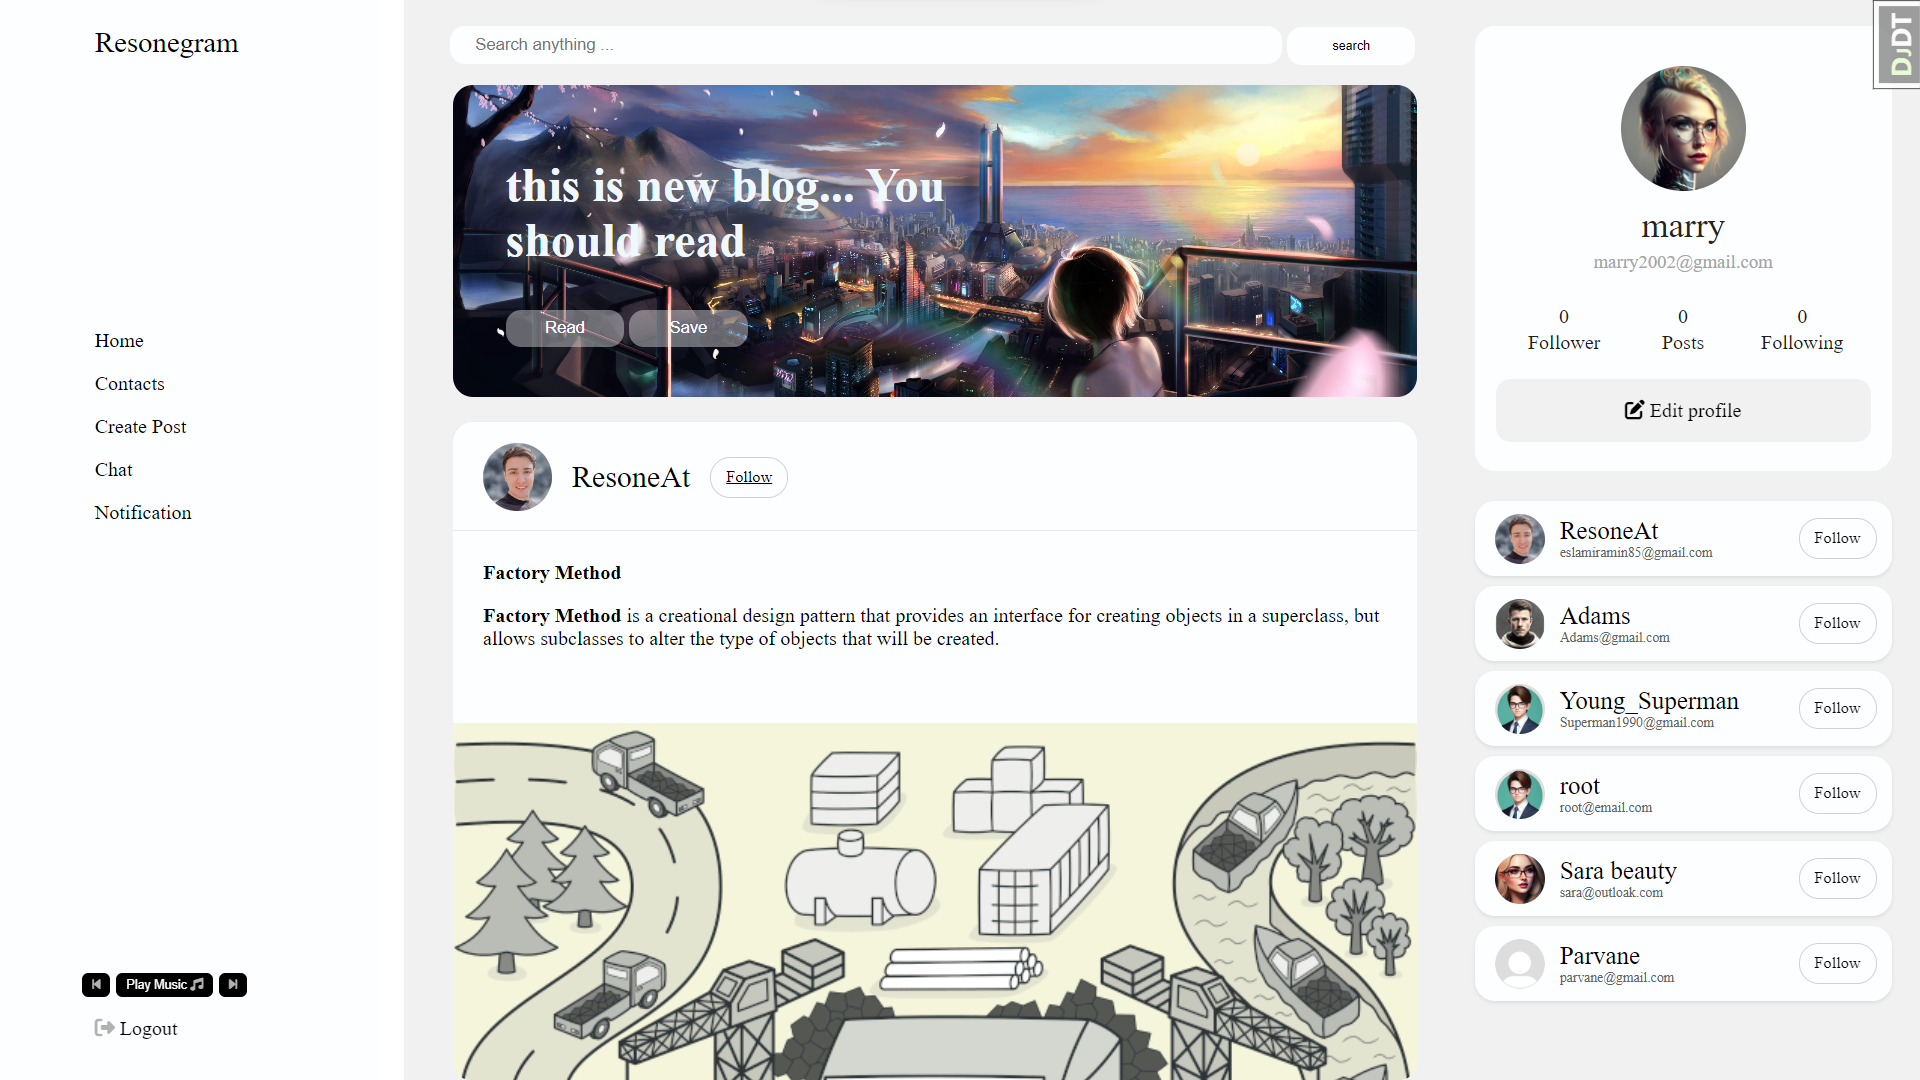 Resonegram
Home
Contacts
Create Post
Chat
Notification
Play Music
Logout
Search anything ...
search
this is new blog... You
should read
Read
Save
ResoneAt
Follow
Factory Method
Factory Method is a creational design pattern that provides an interface for creating objects in a superclass, but
allows subclasses to alter the type of objects that will be created.
DJDT
marry
marry2002@gmail.com
0
Follower
0
Posts
0
Following
Edit profile
ResoneAt
eslamiramin85@gmail.com
Follow
Adams
Adams@gmail.com
Follow
Young_Superman
Superman1990@gmail.com
Follow
root
root@email.com
Follow
Sara beauty
sara@outloak.com
Follow
Parvane
parvane@gmail.com
Follow